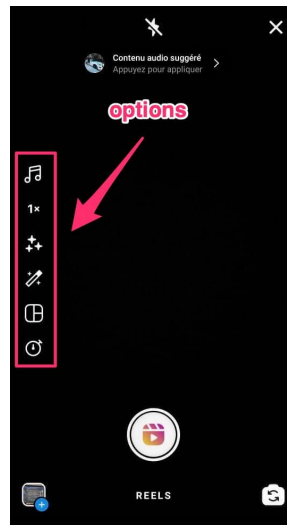 Contenu audio suggéré
Appuyez pour appliquer
options
1×
REELS